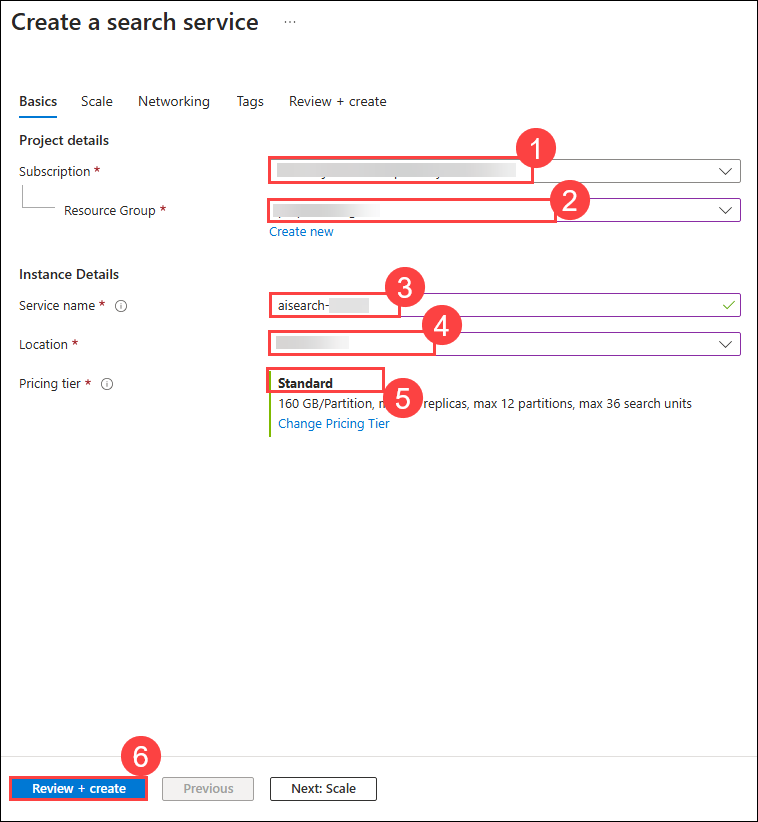 Create a search service ...
Basics Scale Networking Tags Review + create
Project details
Subscription * 1
Resource Group * 2
Create new
Instance Details
Service name * aisearch- 3
Location * 4
Pricing tier * Standard
5
160 GB/Partition, replicas, max 12 partitions, max 36 search units
Change Pricing Tier
6
Review + create Previous Next: Scale